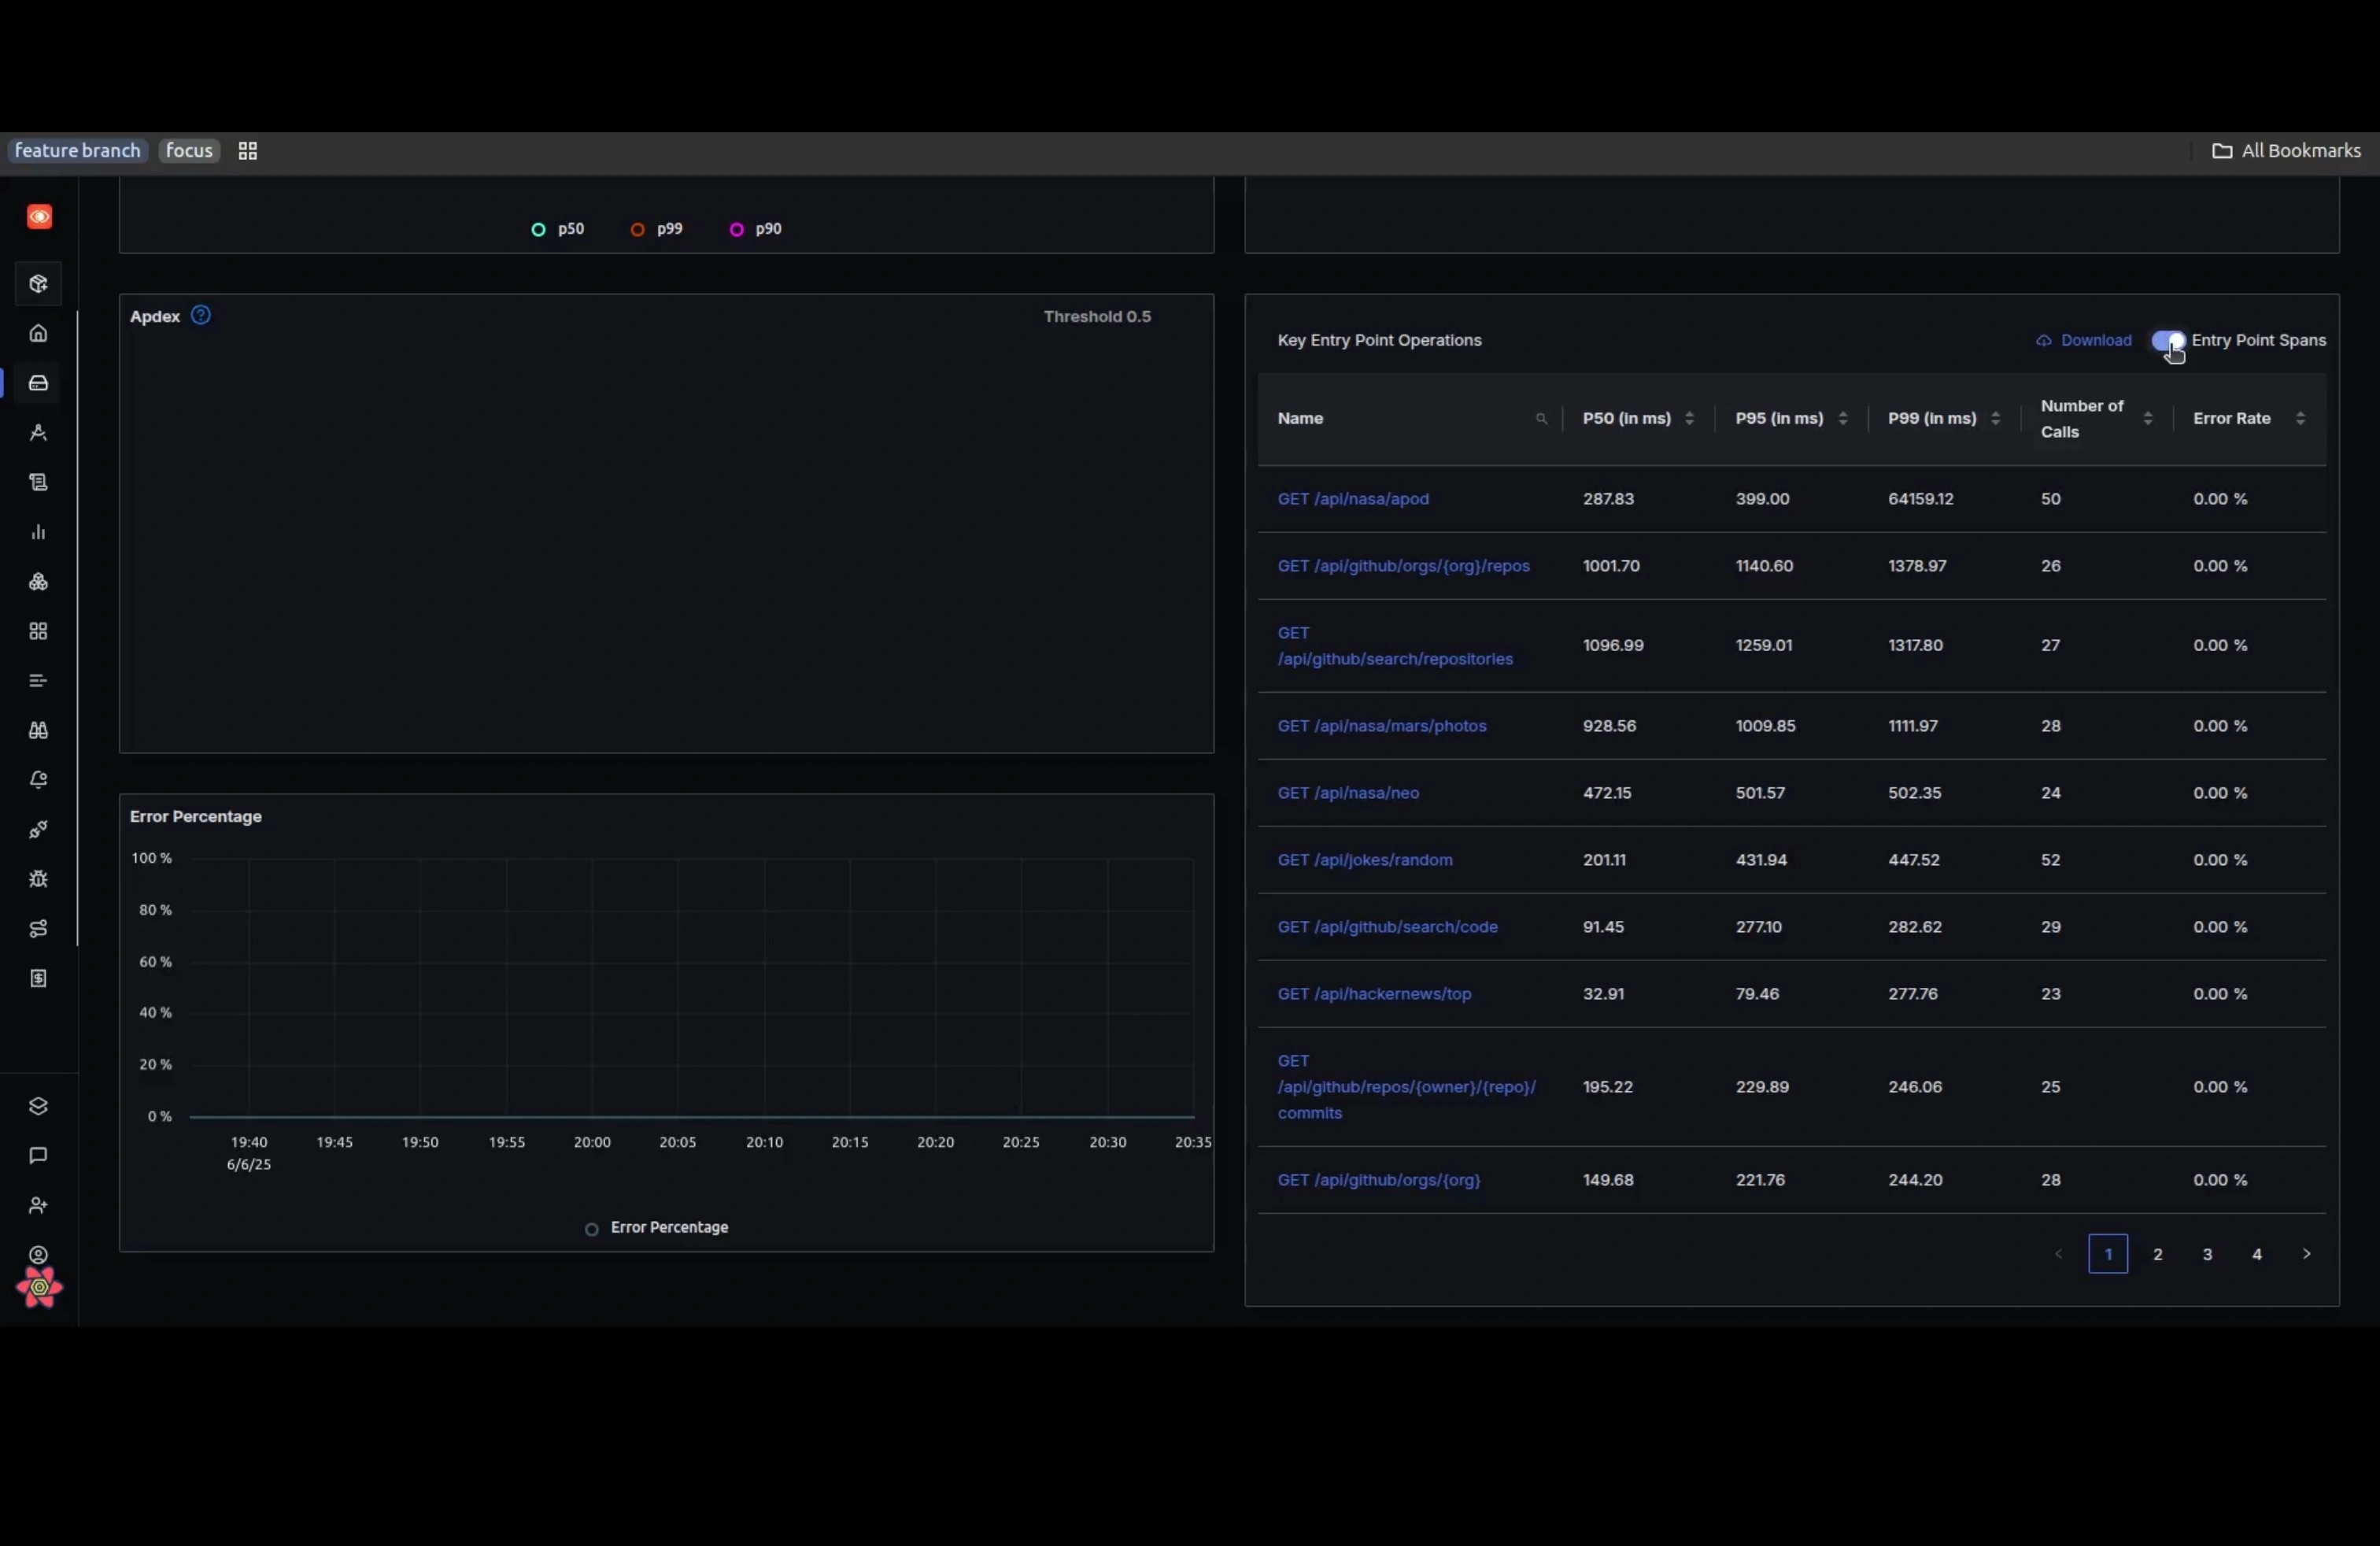 feature branch focus All Bookmarks
p50 p99 p90
Apdex Threshold 0.5
Key Entry Point Operations Download Entry Point Spans
Name P50 (in ms) P95 (in ms) P99 (in ms) Number of Calls Error Rate
GET /api/nasa/apod 287.83 399.00 64159.12 50 0.00 %
GET /api/github/orgs/{org}/repos 1001.70 1140.60 1378.97 26 0.00 %
GET
/api/github/search/repositories 1096.99 1259.01 1317.80 27 0.00 %
GET /api/nasa/mars/photos 928.56 1009.85 1111.97 28 0.00 %
GET /api/nasa/neo 472.15 501.57 502.35 24 0.00 %
GET /api/jokes/random 201.11 431.94 447.52 52 0.00 %
GET /api/github/search/code 91.45 277.10 282.62 29 0.00 %
GET /api/hackernews/top 32.91 79.46 277.76 23 0.00 %
GET
/api/github/repos/{owner}/{repo}/ 195.22 229.89 246.06 25 0.00 %
commits
GET /api/github/orgs/{org} 149.68 221.76 244.20 28 0.00 %
1 2 3 4
Error Percentage
100 %
80 %
60 %
40 %
20 %
0 %
19:40 19:45 19:50 19:55 20:00 20:05 20:10 20:15 20:20 20:25 20:30 20:35
6/6/25
Error Percentage